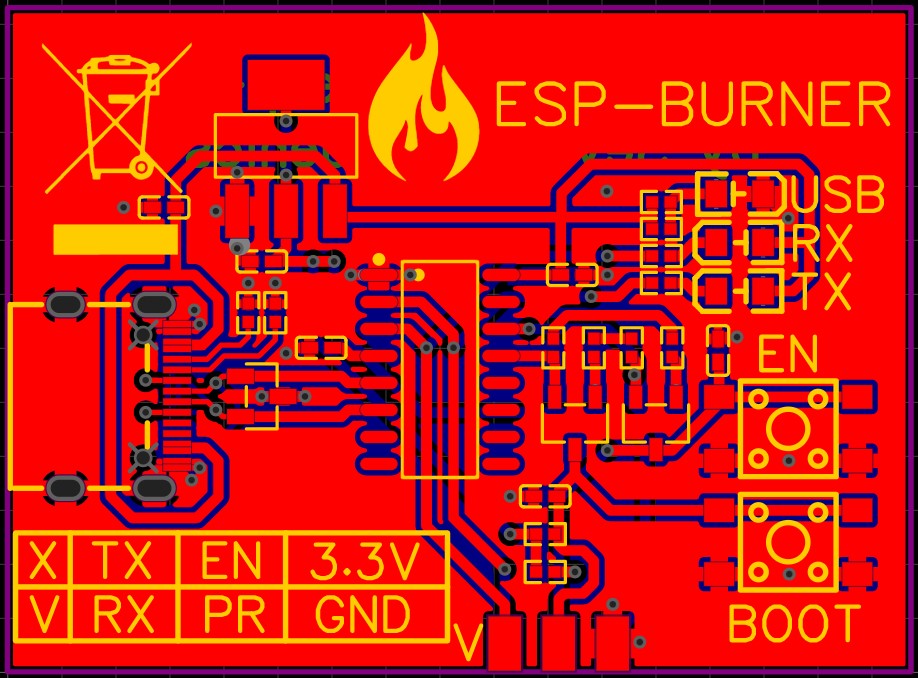 ESP-BURNER
USB
RX
TX
EN
X TX EN 3.3V
V RX PR GND
V
BOOT